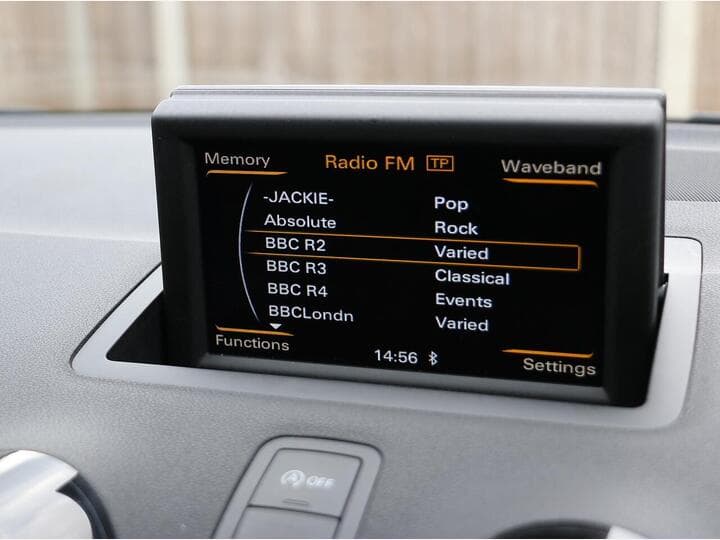 Memory Radio FM TP Waveband
-JACKIE- Pop
Absolute Rock
BBC R2 Varied
BBC R3 Classical
BBC R4 Events
BBCLondn Varied
Functions 14:56 Settings
A OFF